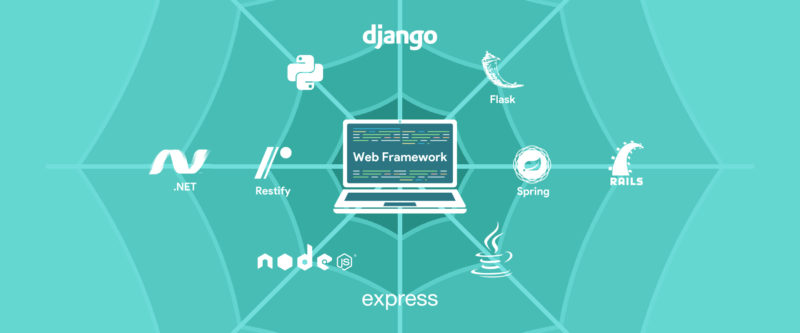 django
Flask
Web Framework
.NET
Restify
Spring
RAILS
node
JS
express